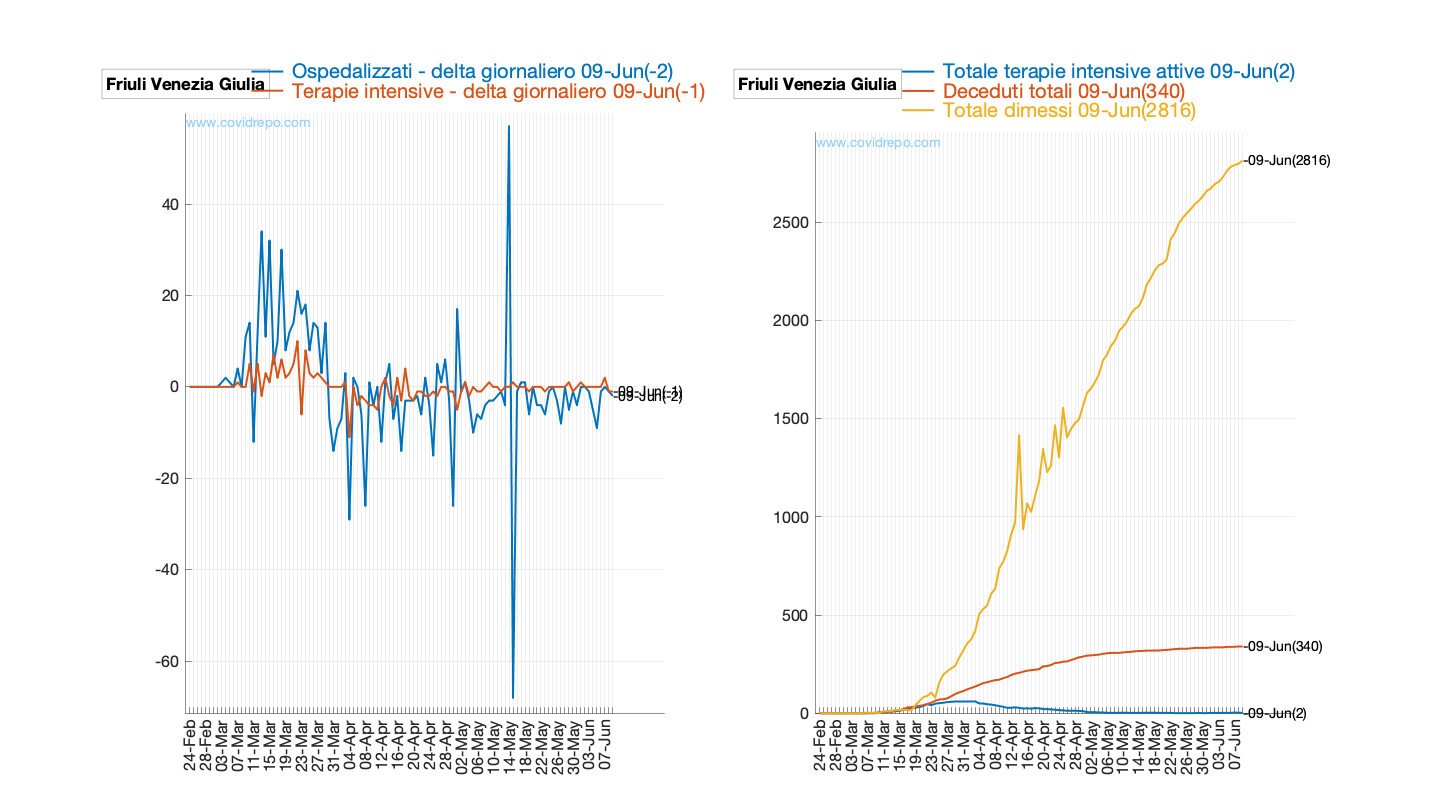 Friuli Venezia Giulia
Ospedalizzati - delta giornaliero 09-Jun(-2)
Terapie intensive - delta giornaliero 09-Jun(-1)
www.covidrepo.com
40
20
0
-20
-40
-60
-09-Jun(-1)
-09-Jun(-2)
24-Feb
28-Feb
03-Mar
07-Mar
11-Mar
15-Mar
19-Mar
23-Mar
27-Mar
31-Mar
04-Apr
08-Apr
12-Apr
16-Apr
20-Apr
24-Apr
28-Apr
02-May
06-May
10-May
14-May
18-May
22-May
26-May
30-May
03-Jun
07-Jun
Friuli Venezia Giulia
Totale terapie intensive attive 09-Jun(2)
Deceduti totali 09-Jun(340)
Totale dimessi 09-Jun(2816)
www.covidrepo.com
2500
2000
1500
1000
500
0
-09-Jun(2816)
-09-Jun(340)
-09-Jun(2)
24-Feb
28-Feb
03-Mar
07-Mar
11-Mar
15-Mar
19-Mar
23-Mar
27-Mar
31-Mar
04-Apr
08-Apr
12-Apr
16-Apr
20-Apr
24-Apr
28-Apr
02-May
06-May
10-May
14-May
18-May
22-May
26-May
30-May
03-Jun
07-Jun